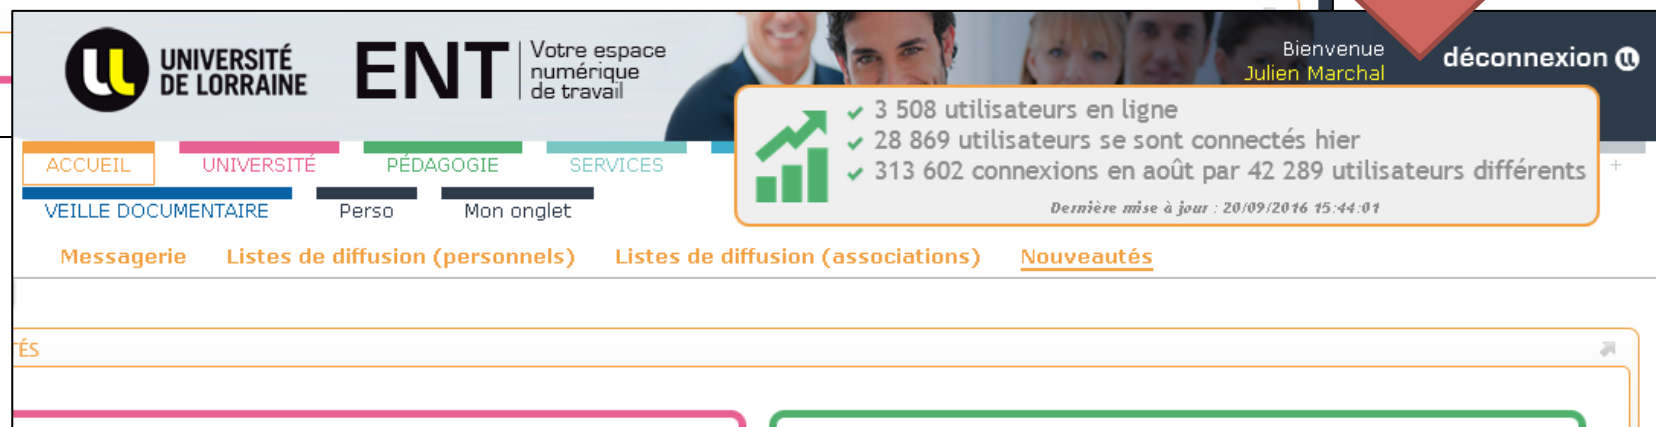 UNIVERSITÉ
DE LORRAINE
ENT
Votre espace
numérique
de travail
Bienvenue
Julien Marchal
déconnexion
3 508 utilisateurs en ligne
28 869 utilisateurs se sont connectés hier
313 602 connexions en août par 42 289 utilisateurs différents
Dernière mise à jour : 20/09/2016 15:44:01
ACCUEIL UNIVERSITÉ PÉDAGOGIE SERVICES +
VEILLE DOCUMENTAIRE Perso Mon onglet
Messagerie Listes de diffusion (personnels) Listes de diffusion (associations) Nouveautés
TÉS